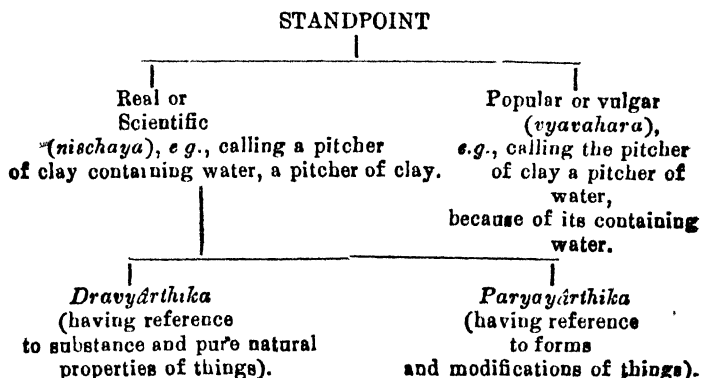 STANDPOINT
Real or
Scientific
(nischaya), e g., calling a pitcher
of clay containing water, a pitcher of clay.
Popular or vulgar
(vyavahara),
e.g., calling the pitcher
of clay a pitcher of
water,
because of its containing
water.
Dravyârthika
(having reference
to substance and pure natural
properties of things).
Paryayârthika
(having reference
to forms
and modifications of things).